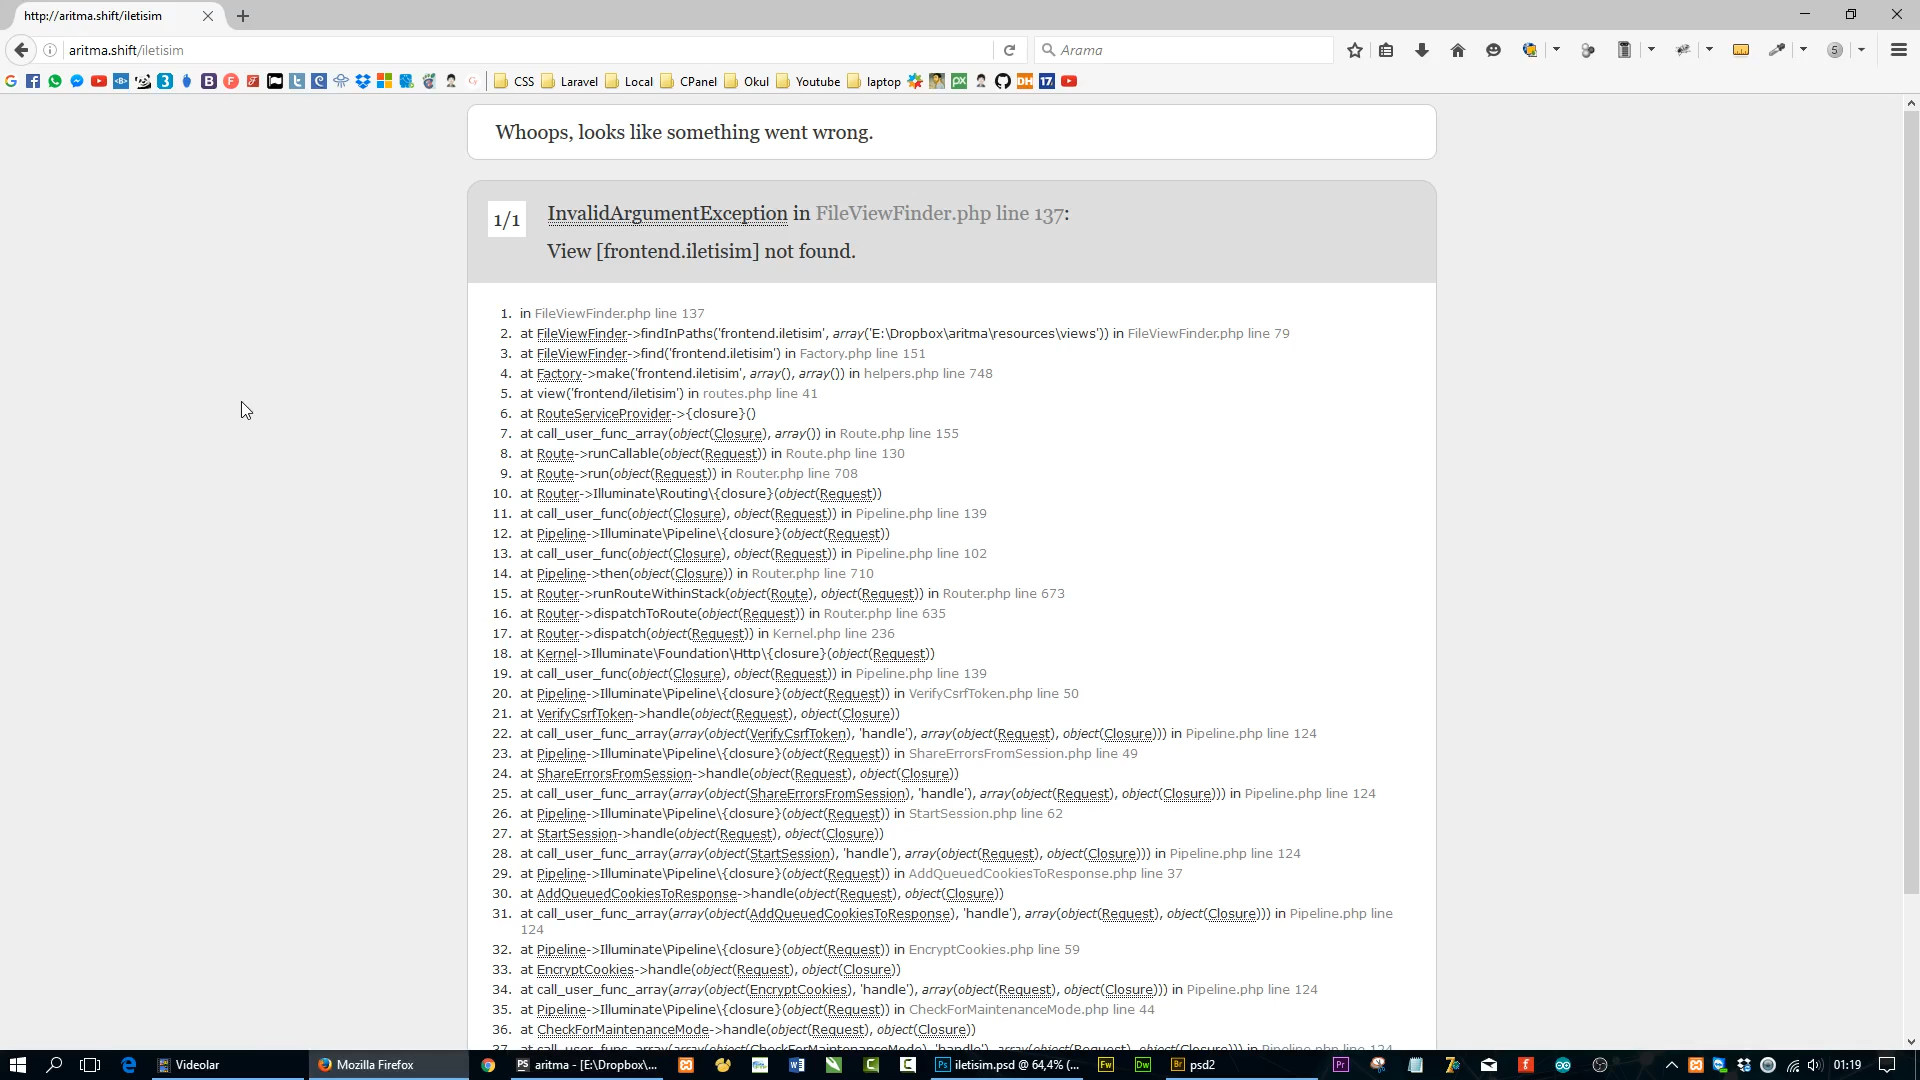 http://aritma.shift/iletisim
aritma.shift/iletisim
Arama
5
CSS
Laravel
Local
CPanel
Okul
Youtube
laptop
Whoops, looks like something went wrong.
1/1
InvalidArgumentException in FileViewFinder.php line 137:
View [frontend.iletisim] not found.
1. in FileViewFinder.php line 137
2. at FileViewFinder->findInPaths('frontend.iletisim', array('E:\Dropbox\aritma\resources\views')) in FileViewFinder.php line 79
3. at FileViewFinder->find('frontend.iletisim') in Factory.php line 151
4. at Factory->make('frontend.iletisim', array(), array()) in helpers.php line 748
5. at view('frontend/iletisim') in routes.php line 41
6. at RouteServiceProvider->{closure}()
7. at call_user_func_array(object(Closure), array()) in Route.php line 155
8. at Route->runCallable(object(Request)) in Route.php line 130
9. at Route->run(object(Request)) in Router.php line 708
10. at Router->Illuminate\Routing\{closure}(object(Request))
11. at call_user_func(object(Closure), object(Request)) in Pipeline.php line 139
12. at Pipeline->Illuminate\Pipeline\{closure}(object(Request))
13. at call_user_func(object(Closure), object(Request)) in Pipeline.php line 102
14. at Pipeline->then(object(Closure)) in Router.php line 710
15. at Router->runRouteWithinStack(object(Route), object(Request)) in Router.php line 673
16. at Router->dispatchToRoute(object(Request)) in Router.php line 635
17. at Router->dispatch(object(Request)) in Kernel.php line 236
18. at Kernel->Illuminate\Foundation\Http\{closure}(object(Request))
19. at call_user_func(object(Closure), object(Request)) in Pipeline.php line 139
20. at Pipeline->Illuminate\Pipeline\{closure}(object(Request)) in VerifyCsrfToken.php line 50
21. at VerifyCsrfToken->handle(object(Request), object(Closure))
22. at call_user_func_array(array(object(VerifyCsrfToken), 'handle'), array(object(Request), object(Closure))) in Pipeline.php line 124
23. at Pipeline->Illuminate\Pipeline\{closure}(object(Request)) in ShareErrorsFromSession.php line 49
24. at ShareErrorsFromSession->handle(object(Request), object(Closure))
25. at call_user_func_array(array(object(ShareErrorsFromSession), 'handle'), array(object(Request), object(Closure))) in Pipeline.php line 124
26. at Pipeline->Illuminate\Pipeline\{closure}(object(Request)) in StartSession.php line 62
27. at StartSession->handle(object(Request), object(Closure))
28. at call_user_func_array(array(object(StartSession), 'handle'), array(object(Request), object(Closure))) in Pipeline.php line 124
29. at Pipeline->Illuminate\Pipeline\{closure}(object(Request)) in AddQueuedCookiesToResponse.php line 37
30. at AddQueuedCookiesToResponse->handle(object(Request), object(Closure))
31. at call_user_func_array(array(object(AddQueuedCookiesToResponse), 'handle'), array(object(Request), object(Closure))) in Pipeline.php line
124
32. at Pipeline->Illuminate\Pipeline\{closure}(object(Request)) in EncryptCookies.php line 59
33. at EncryptCookies->handle(object(Request), object(Closure))
34. at call_user_func_array(array(object(EncryptCookies), 'handle'), array(object(Request), object(Closure))) in Pipeline.php line 124
35. at Pipeline->Illuminate\Pipeline\{closure}(object(Request)) in CheckForMaintenanceMode.php line 44
36. at CheckForMaintenanceMode->handle(object(Request), object(Closure))
37. at call_user_func_array(array(object(CheckForMaintenanceMode), 'handle'), array(object(Request), object(Closure))) in Pipeline.php line 124
Videolar
Mozilla Firefox
aritma - [E:\Dropbox\...
iletisim.psd @ 64,4% (...
psd2
01:19